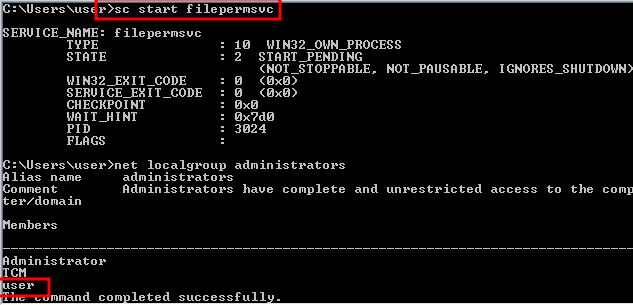 C:\Users\user>sc start filepermsvc
SERVICE_NAME: filepermsvc
TYPE : 10 WIN32_OWN_PROCESS
STATE : 2 START_PENDING
(NOT_STOPPABLE, NOT_PAUSABLE, IGNORES_SHUTDOWN)
WIN32_EXIT_CODE : 0 (0x0)
SERVICE_EXIT_CODE : 0 (0x0)
CHECKPOINT : 0x0
WAIT_HINT : 0x7d0
PID : 3024
FLAGS :
C:\Users\user>net localgroup administrators
Alias name administrators
Comment Administrators have complete and unrestricted access to the comp
ter/domain
Members
-------------------------------------------------------------------------------
Administrator
TCM
user
The command completed successfully.